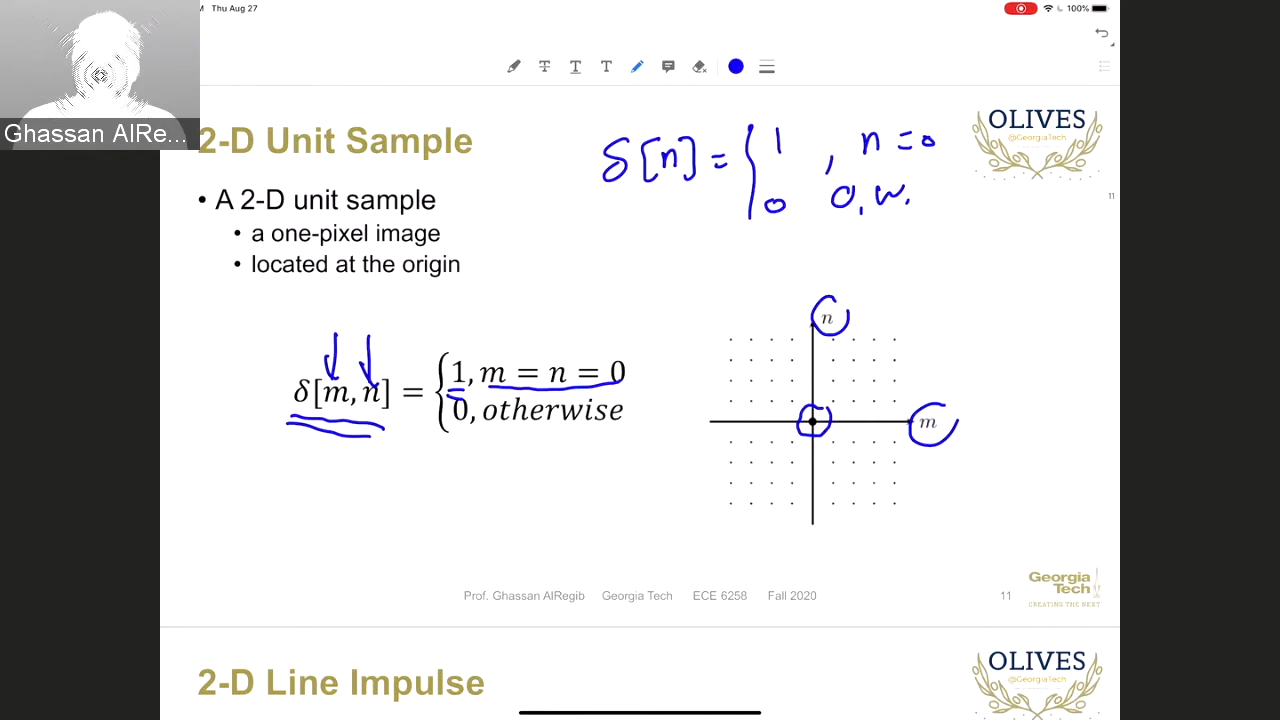 M Thu Aug 27
100%
Ghassan AlRe...
2-D Unit Sample
δ[n] = { 1 , n=0
0 O.W.
OLIVES
@GeorgiaTech
11
• A 2-D unit sample
• a one-pixel image
• located at the origin
δ[m, n] = { 1, m = n = 0
0, otherwise
n
m
Prof. Ghassan AlRegib Georgia Tech ECE 6258 Fall 2020 11
Georgia
Tech
CREATING THE NEXT
2-D Line Impulse
OLIVES
@GeorgiaTech